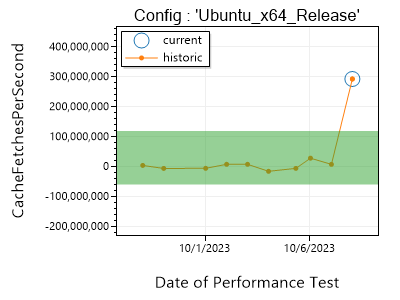 Config : 'Ubuntu_x64_Release'
current
historic
CacheFetchesPerSecond
400,000,000
300,000,000
200,000,000
100,000,000
0
-100,000,000
-200,000,000
10/1/2023
10/6/2023
Date of Performance Test